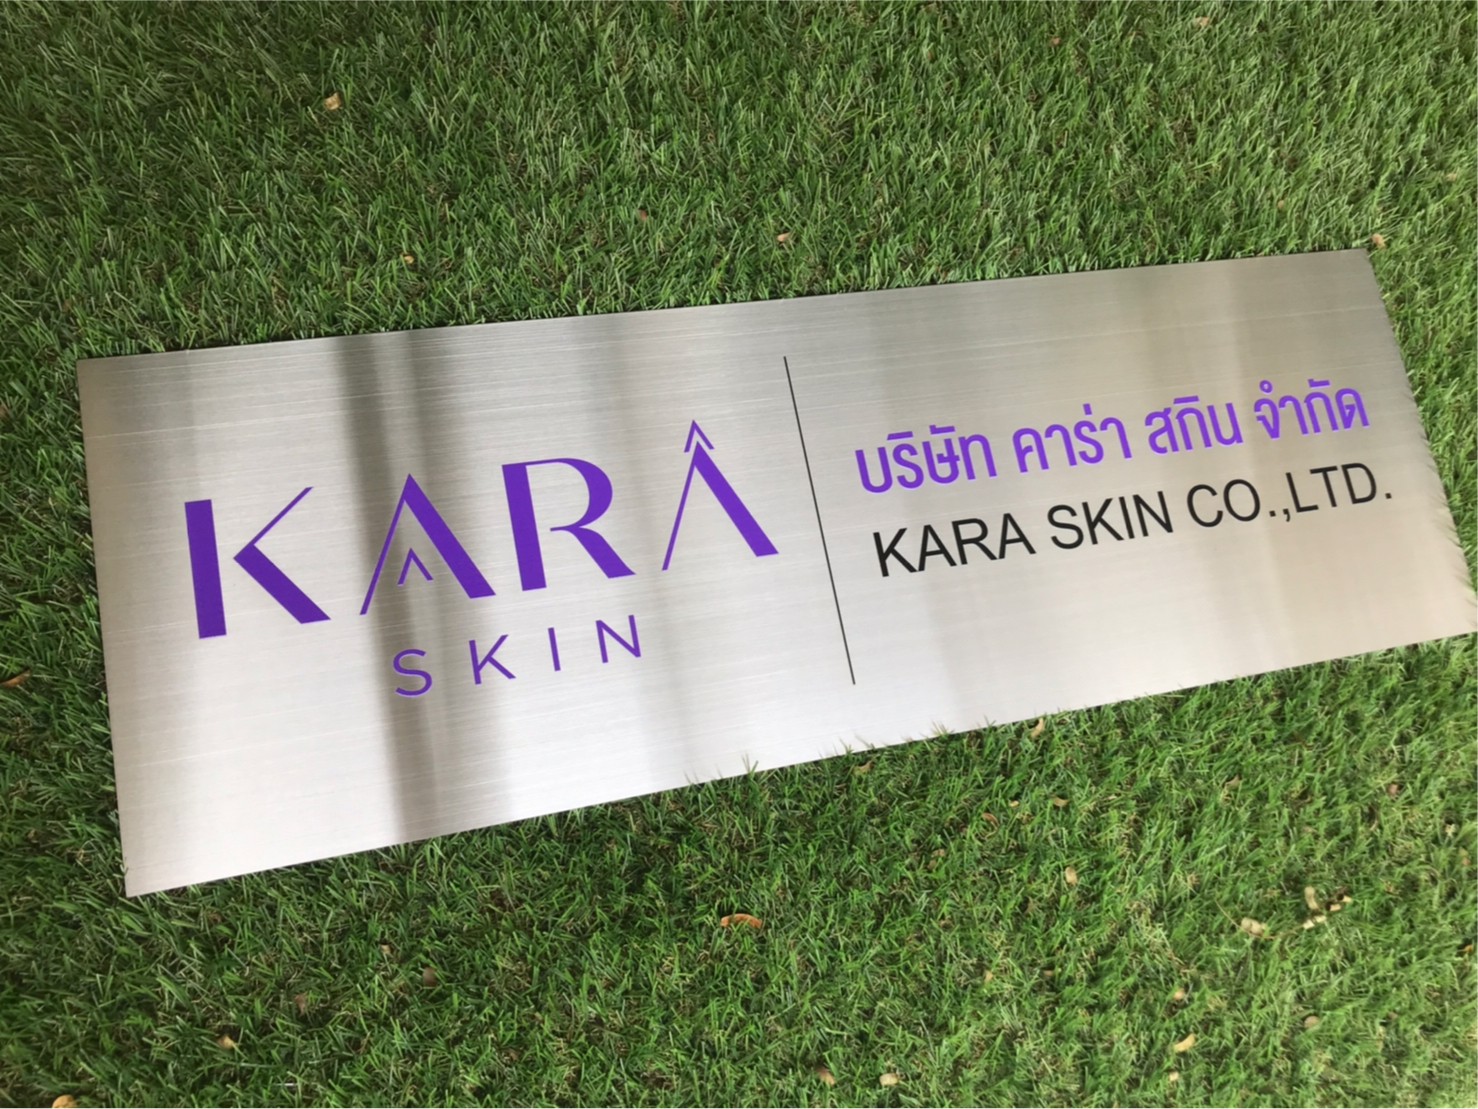 KARA
SKIN
บริษัท คาร่า สกิน จำกัด
KARA SKIN CO.,LTD.